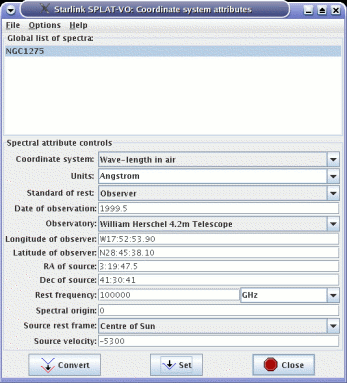 Starlink SPLAT-VO: Coordinate system attributes
File Options Help
Global list of spectra:
NGC1275
Spectral attribute controls
Coordinate system: Wave-length in air
Units: Angstrom
Standard of rest: Observer
Date of observation: 1999.5
Observatory: William Herschel 4.2m Telescope
Longitude of observer: W17:52:53.90
Latitude of observer: N28:45:38.10
RA of source: 3:19:47.5
Dec of source: 41:30:41
Rest frequency: 100000 GHz
Spectral origin: 0
Source rest frame: Centre of Sun
Source velocity: -5300
Convert Set Close